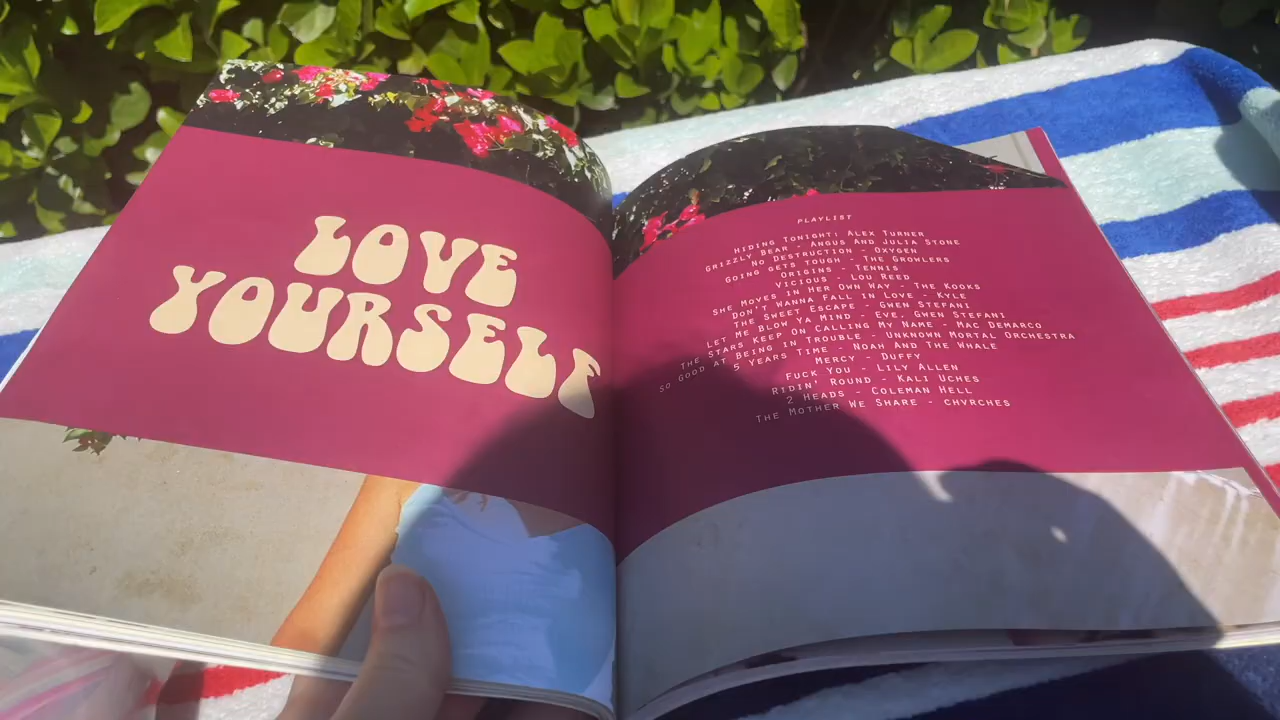 LOVE
YOURSELF
PLAYLIST
HIDING TONIGHT: ALEX TURNER
GRIZZLY BEAR - ANGUS AND JULIA STONE
NO DESTRUCTION - OXYGEN
GOING GETS TOUGH - THE GROWLERS
ORIGINS - TENNIS
VICIOUS - LOU REED
SHE MOVES IN HER OWN WAY - THE KOOKS
DON'T WANNA FALL IN LOVE - KYLE
THE SWEET ESCAPE - GWEN STEFANI
LET ME BLOW YA MIND - EVE, GWEN STEFANI
THE STARS KEEP ON CALLING MY NAME - MAC DEMARCO
SO GOOD AT BEING IN TROUBLE - UNKNOWN MORTAL ORCHESTRA
5 YEARS TIME - NOAH AND THE WHALE
MERCY - DUFFY
FUCK YOU - LILY ALLEN
RIDIN' ROUND - KALI UCHES
2 HEADS - COLEMAN HELL
THE MOTHER WE SHARE - CHVRCHES